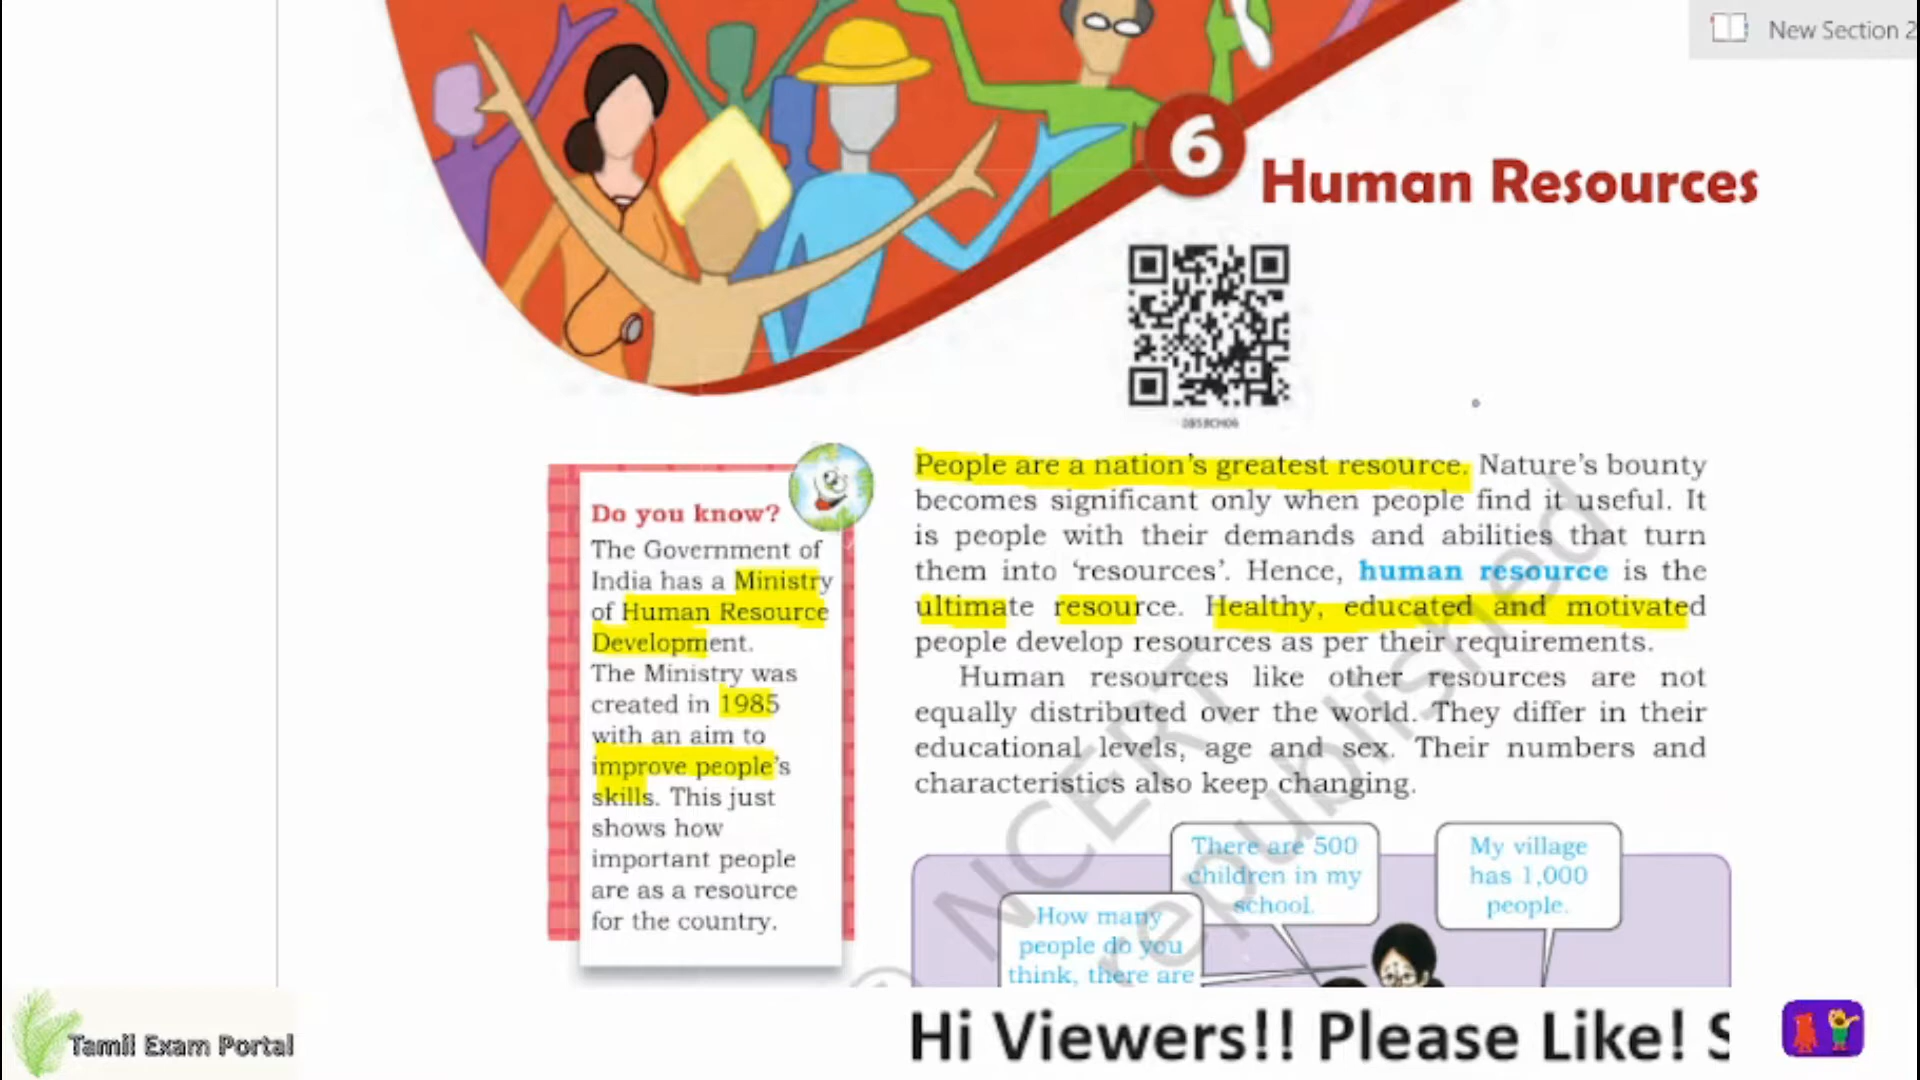 New Section 2
6
Human Resources
0853CH06
Do you know?
The Government of
India has a Ministry
of Human Resource
Development.
The Ministry was
created in 1985
with an aim to
improve people's
skills. This just
shows how
important people
are as a resource
for the country.
People are a nation's greatest resource. Nature's bounty
becomes significant only when people find it useful. It
is people with their demands and abilities that turn
them into 'resources'. Hence, human resource is the
ultimate resource. Healthy, educated and motivated
people develop resources as per their requirements.
Human resources like other resources are not
equally distributed over the world. They differ in their
educational levels, age and sex. Their numbers and
characteristics also keep changing.
There are 500
children in my
school.
My village
has 1,000
people.
How many
people do you
think, there are
© NCERT
republished
Tamil Exam Portal
Hi Viewers!! Please Like! S